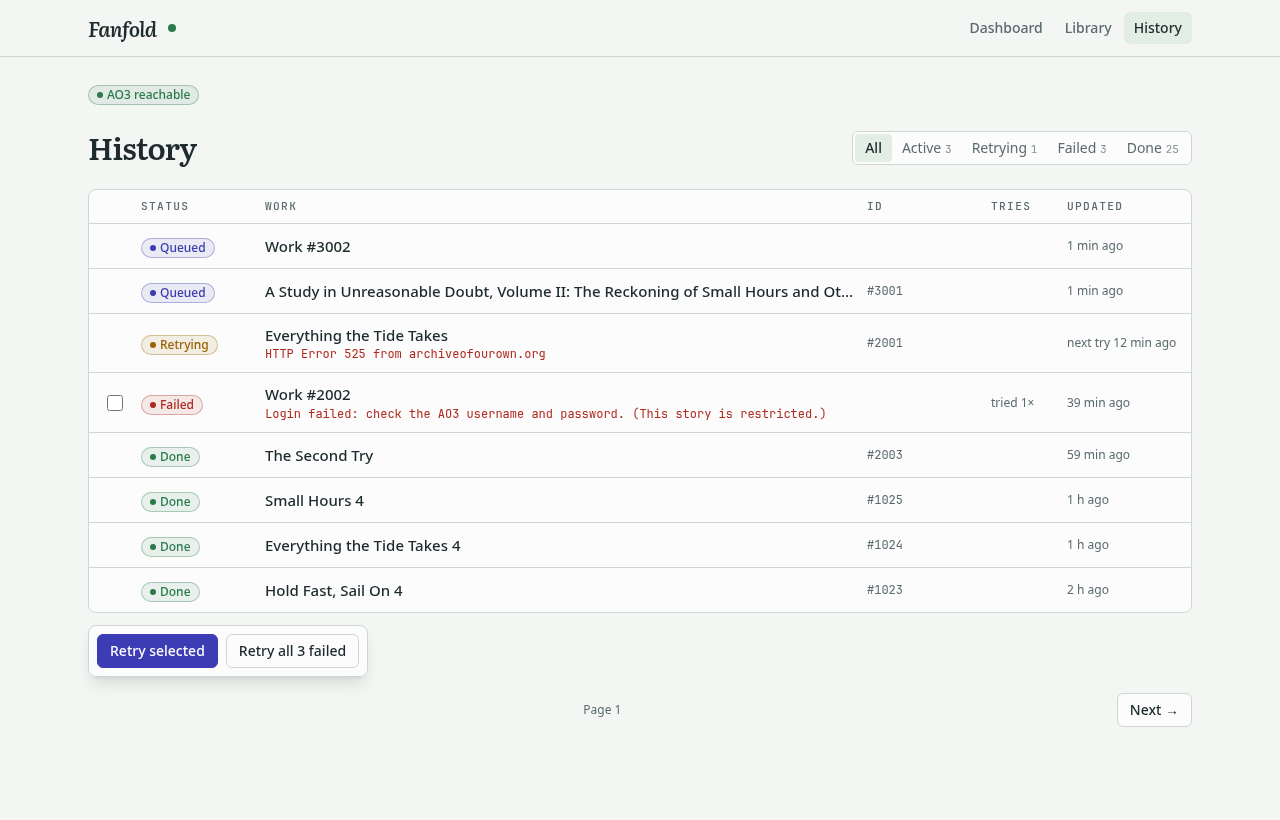 Fanfold
Dashboard Library History
AO3 reachable
History
All Active 3 Retrying 1 Failed 3 Done 25
STATUS WORK ID TRIES UPDATED
Queued Work #3002 1 min ago
Queued A Study in Unreasonable Doubt, Volume II: The Reckoning of Small Hours and Ot… #3001 1 min ago
Retrying Everything the Tide Takes #2001 next try 12 min ago
HTTP Error 525 from archiveofourown.org
Failed Work #2002 tried 1× 39 min ago
Login failed: check the AO3 username and password. (This story is restricted.)
Done The Second Try #2003 59 min ago
Done Small Hours 4 #1025 1 h ago
Done Everything the Tide Takes 4 #1024 1 h ago
Done Hold Fast, Sail On 4 #1023 2 h ago
Retry selected Retry all 3 failed
Page 1 Next →